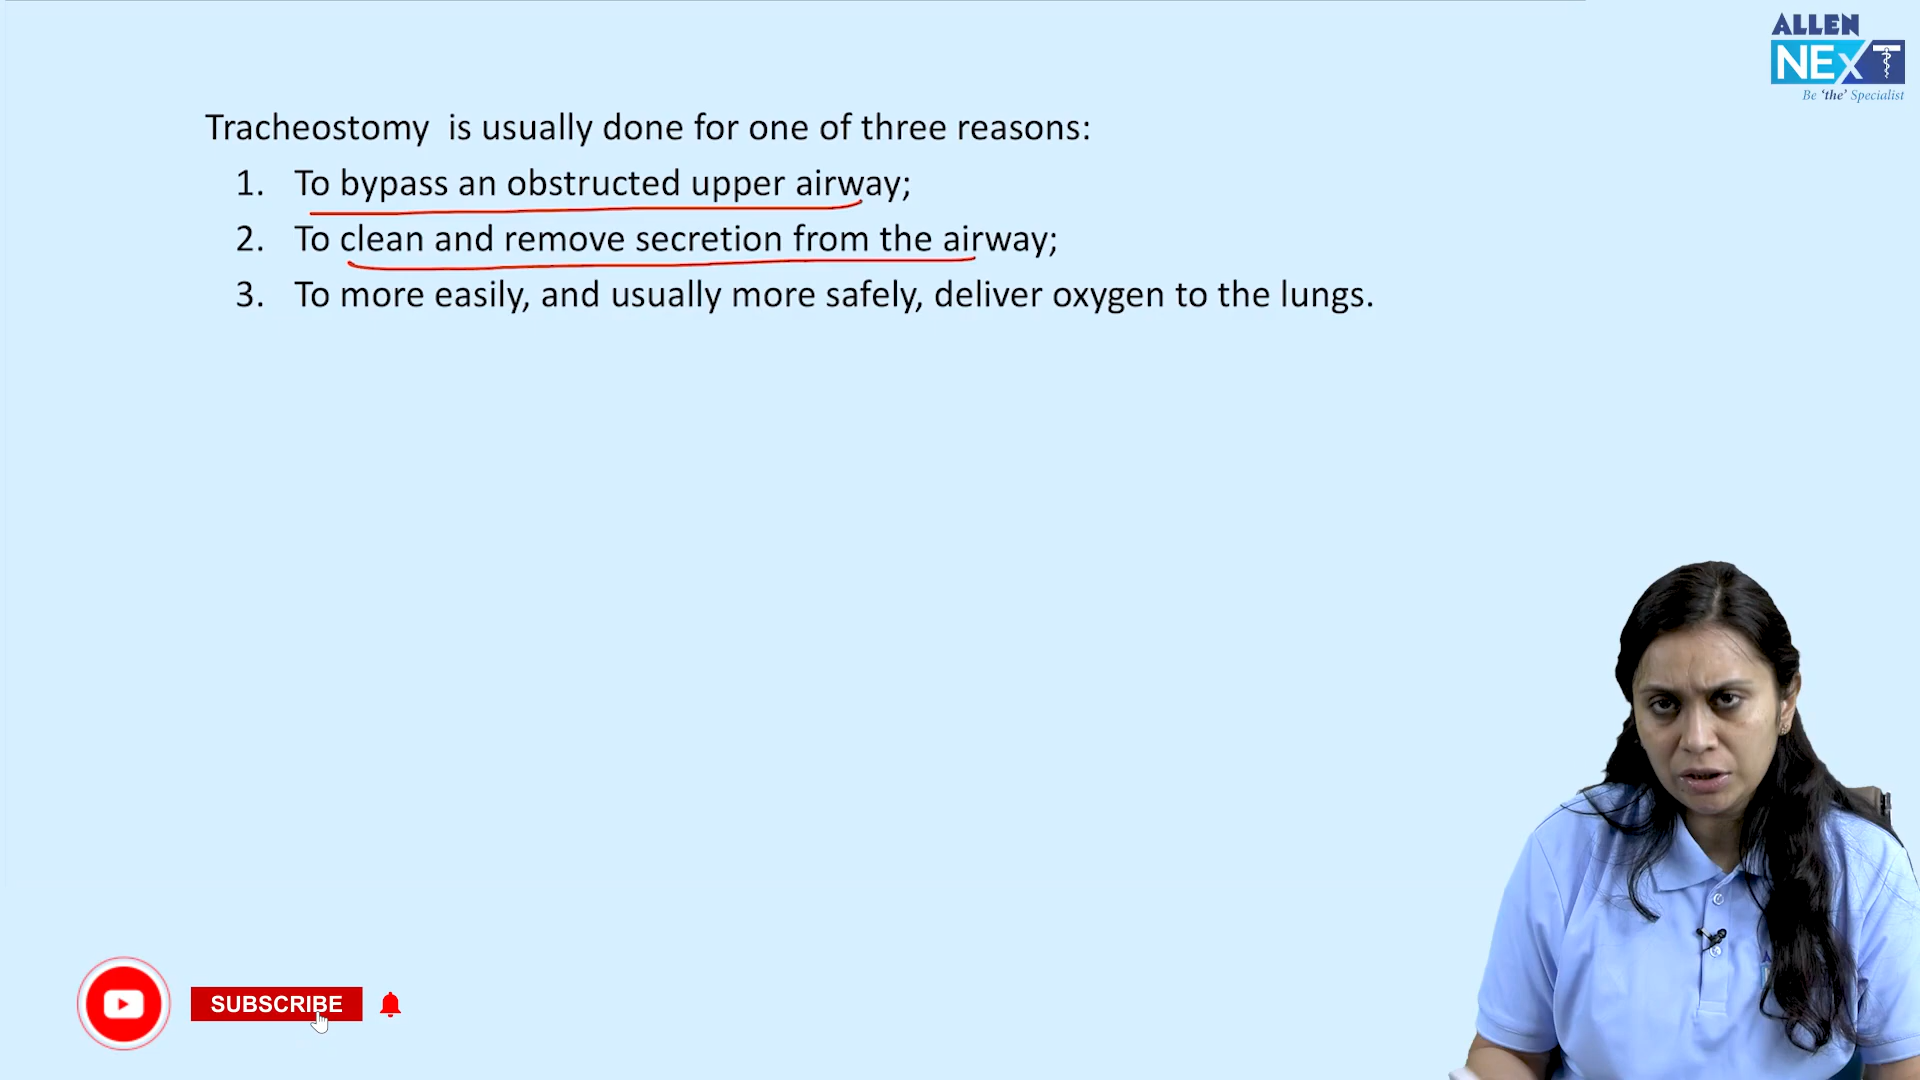 ALLEN
NEXT
Be 'the' Specialist
Tracheostomy  is usually done for one of three reasons:
1. To bypass an obstructed upper airway;
2. To clean and remove secretion from the airway;
3. To more easily, and usually more safely, deliver oxygen to the lungs.
SUBSCRIBE